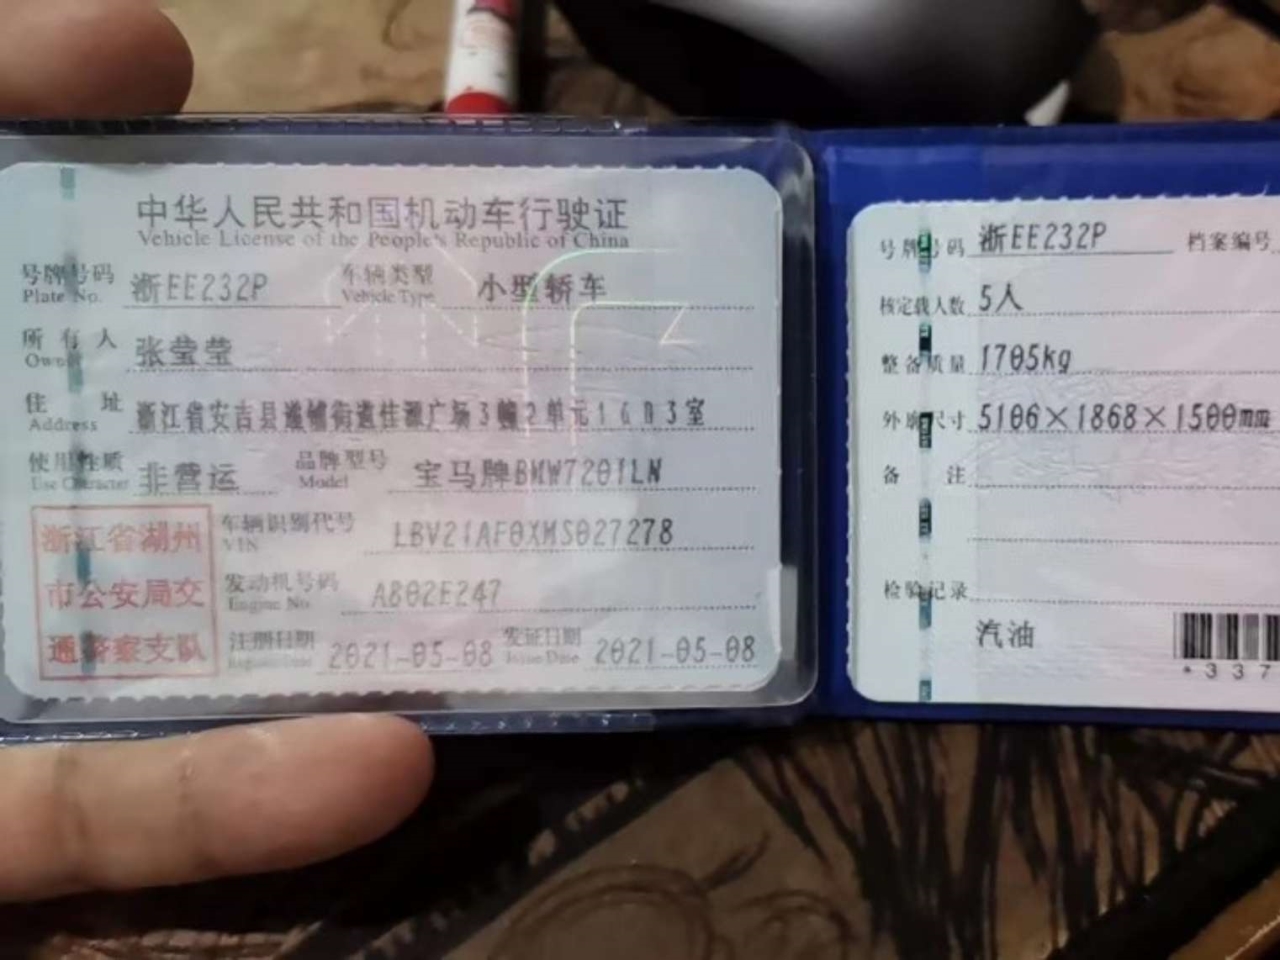 中华人民共和国机动车行驶证
Vehicle License of the People's Republic of China
号牌号码 浙EE232P 车辆类型 小型轿车
Plate No. Vehicle Type
所有人 张莹莹
Owner
住址 浙江省安吉县递铺街道桂源广场3幢2单元1603室
Address
使用性质 非营运 品牌型号 宝马牌BMW7201LN
Use Character Model
浙江省湖州
市公安局交
通警察支队
车辆识别代号 LBV21AF0XMS027278
VIN
发动机号码 AB02E247
Engine No.
注册日期 2021-05-08 发证日期 2021-05-08
Register Date Issue Date
号牌号码 浙EE232P 档案编号
核定载人数 5人
整备质量 1705kg
外廓尺寸 5106×1868×1500mm
备注
检验记录
汽油
*337